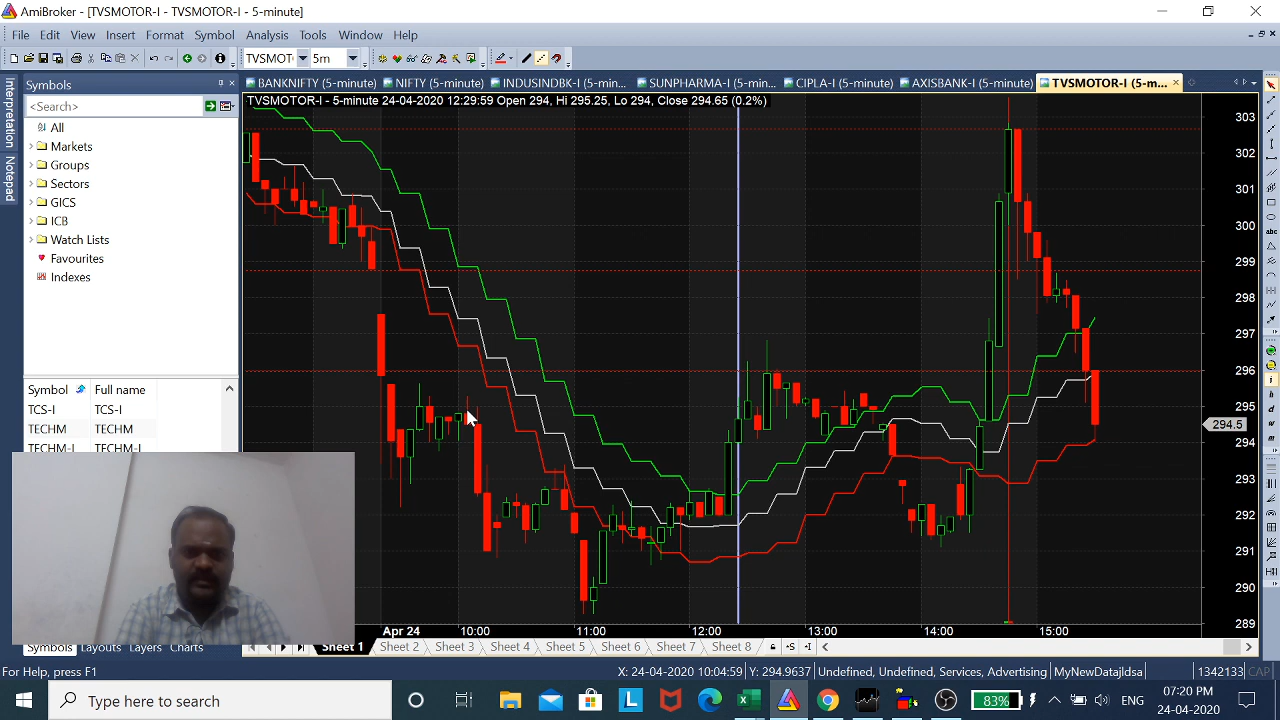 AmiBroker - [TVSMOTOR-I - TVSMOTOR-I - 5-minute]
File Edit View Insert Format Symbol Analysis Tools Window Help
TVSMOT 5m
Interpretation
Notepad
Symbols
BANKNIFTY (5-minute) NIFTY (5-minute) INDUSINDBK-I (5-min... SUNPHARMA-I (5-min... CIPLA-I (5-minute) AXISBANK-I (5-minute) TVSMOTOR-I (5-m...
<Search>
TVSMOTOR-I - 5-minute 24-04-2020 12:29:59 Open 294, Hi 295.25, Lo 294, Close 294.65 (0.2%)
All
Markets
Groups
Sectors
GICS
ICB
Watch Lists
Favourites
Indexes
Symbol Full name
TCS-I TCS-I
TECHM TECHM
TECHM-I TECHM-I
303
302
301
300
299
298
297
296
295
294.5
294
293
292
291
290
289
abc
Apr 24 10:00 11:00 12:00 13:00 14:00 15:00
Symbols Layouts Layers Charts
Sheet 1 Sheet 2 Sheet 3 Sheet 4 Sheet 5 Sheet 6 Sheet 7 Sheet 8
For Help, press F1
X: 24-04-2020 10:04:59 Y: 294.9637 Undefined, Undefined, Services, Advertising MyNewDatajldsa 1342133 CAP
Type here to search
83%
ENG
07:20 PM
24-04-2020